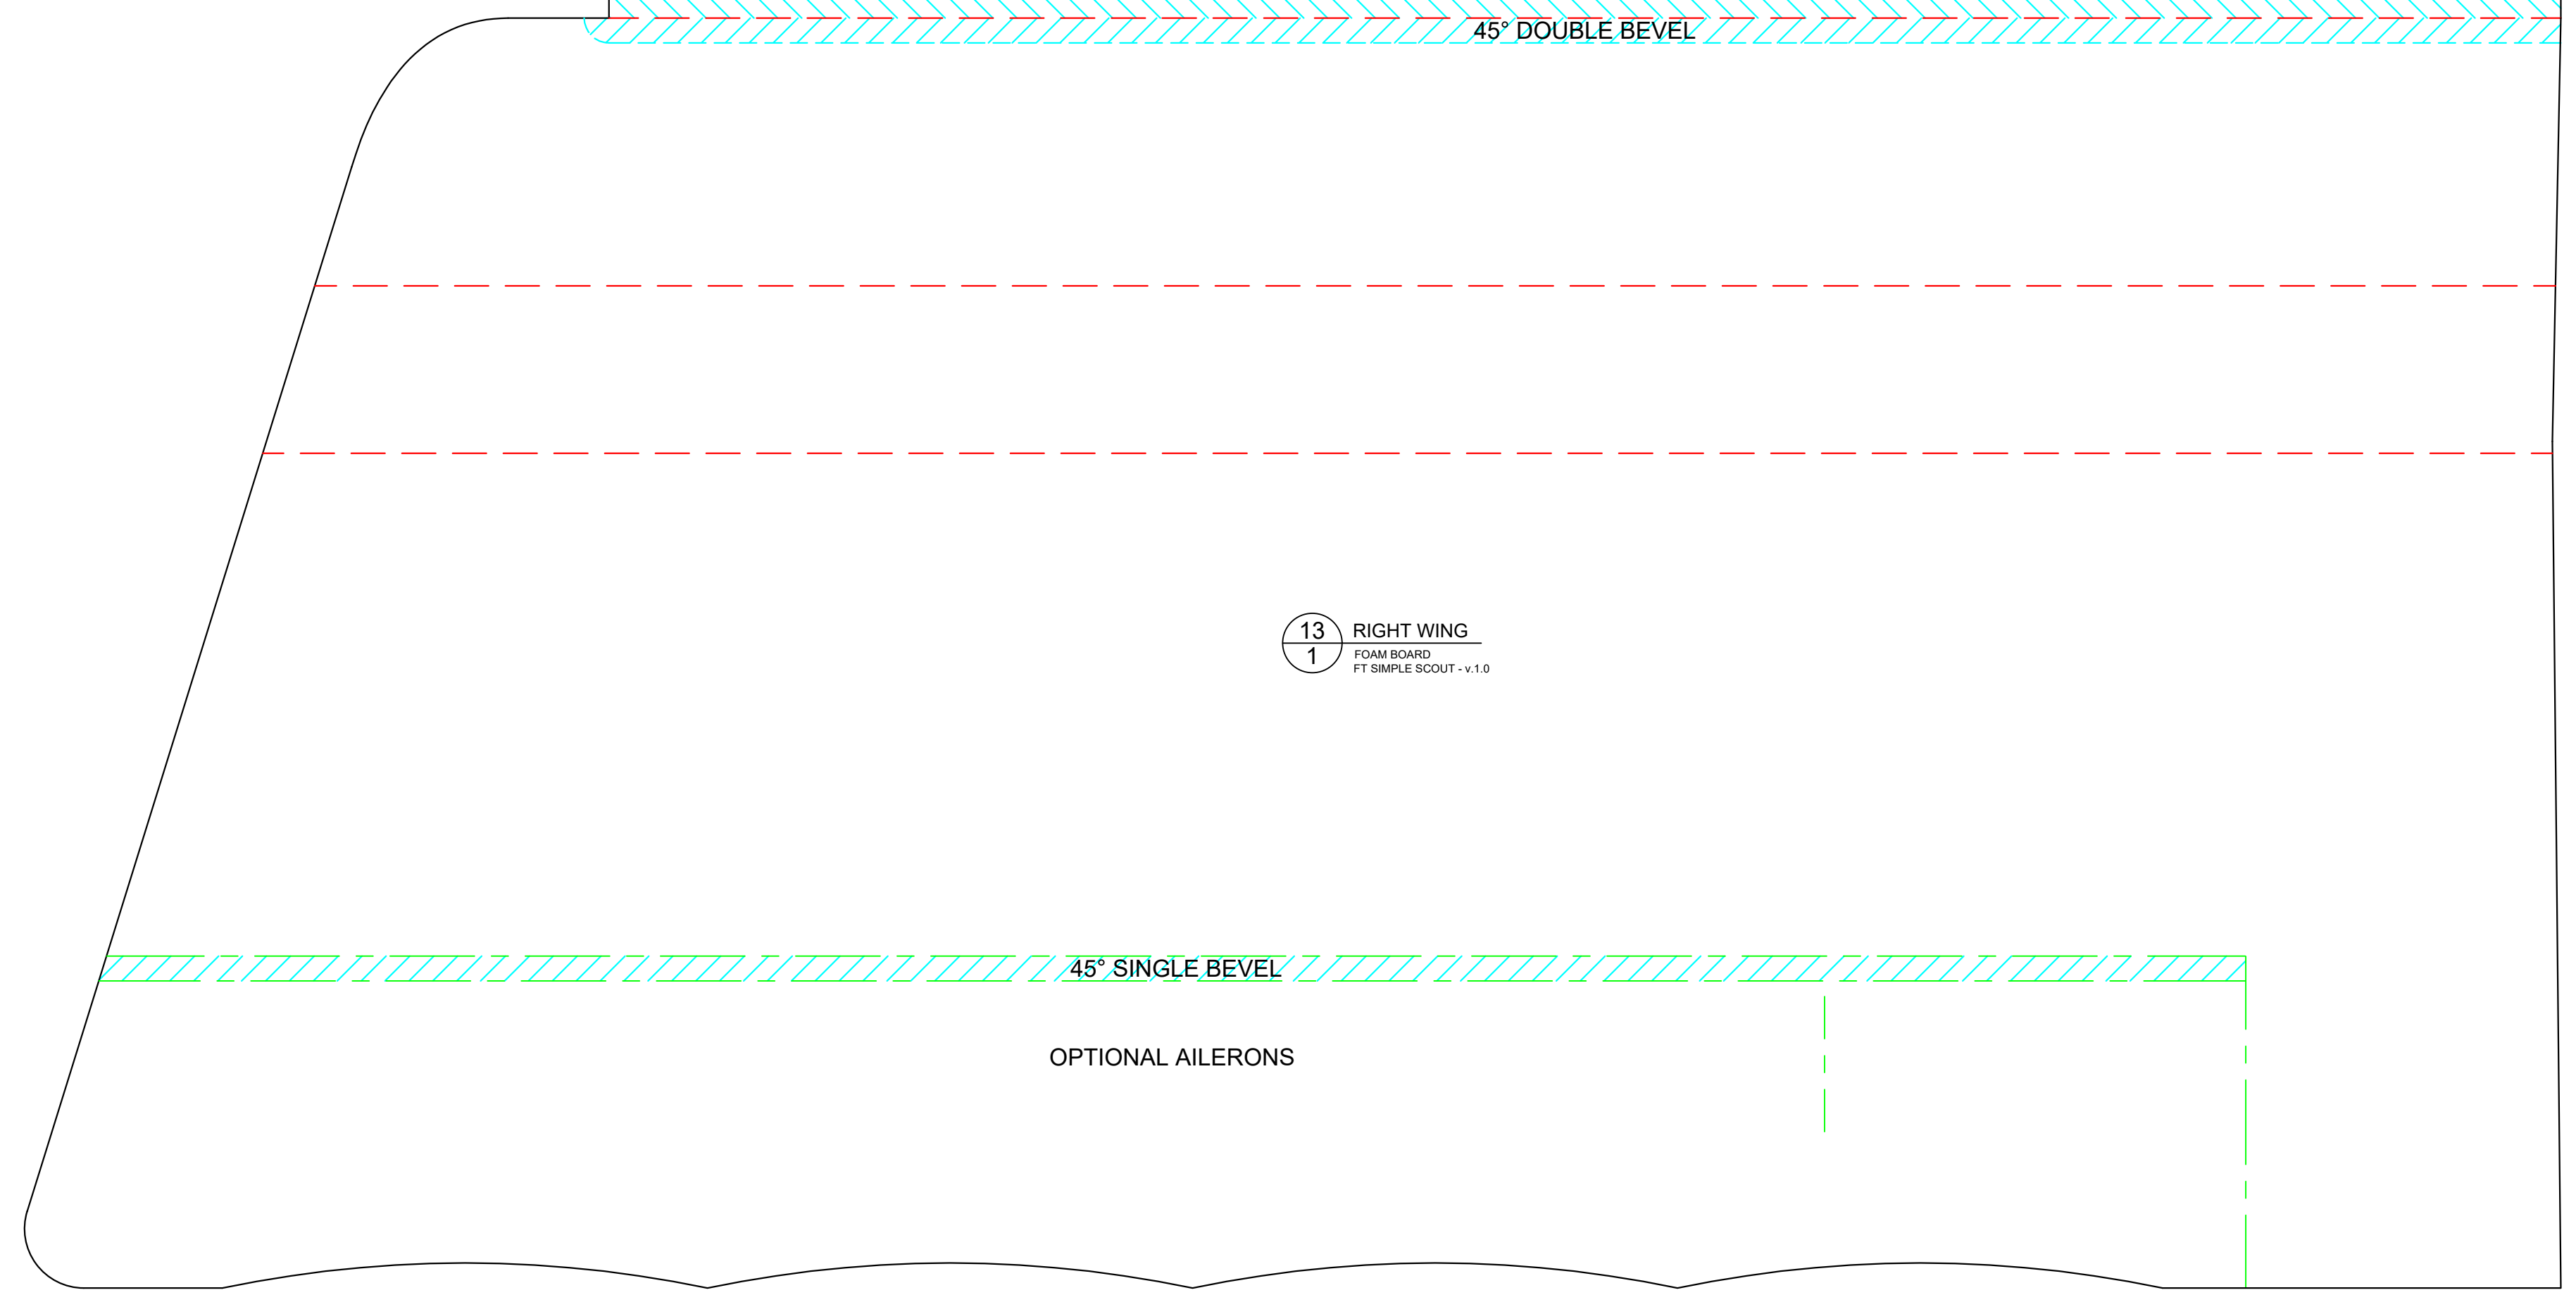 45° DOUBLE BEVEL
13
1
RIGHT WING
FOAM BOARD
FT SIMPLE SCOUT - v.1.0
45° SINGLE BEVEL
OPTIONAL AILERONS